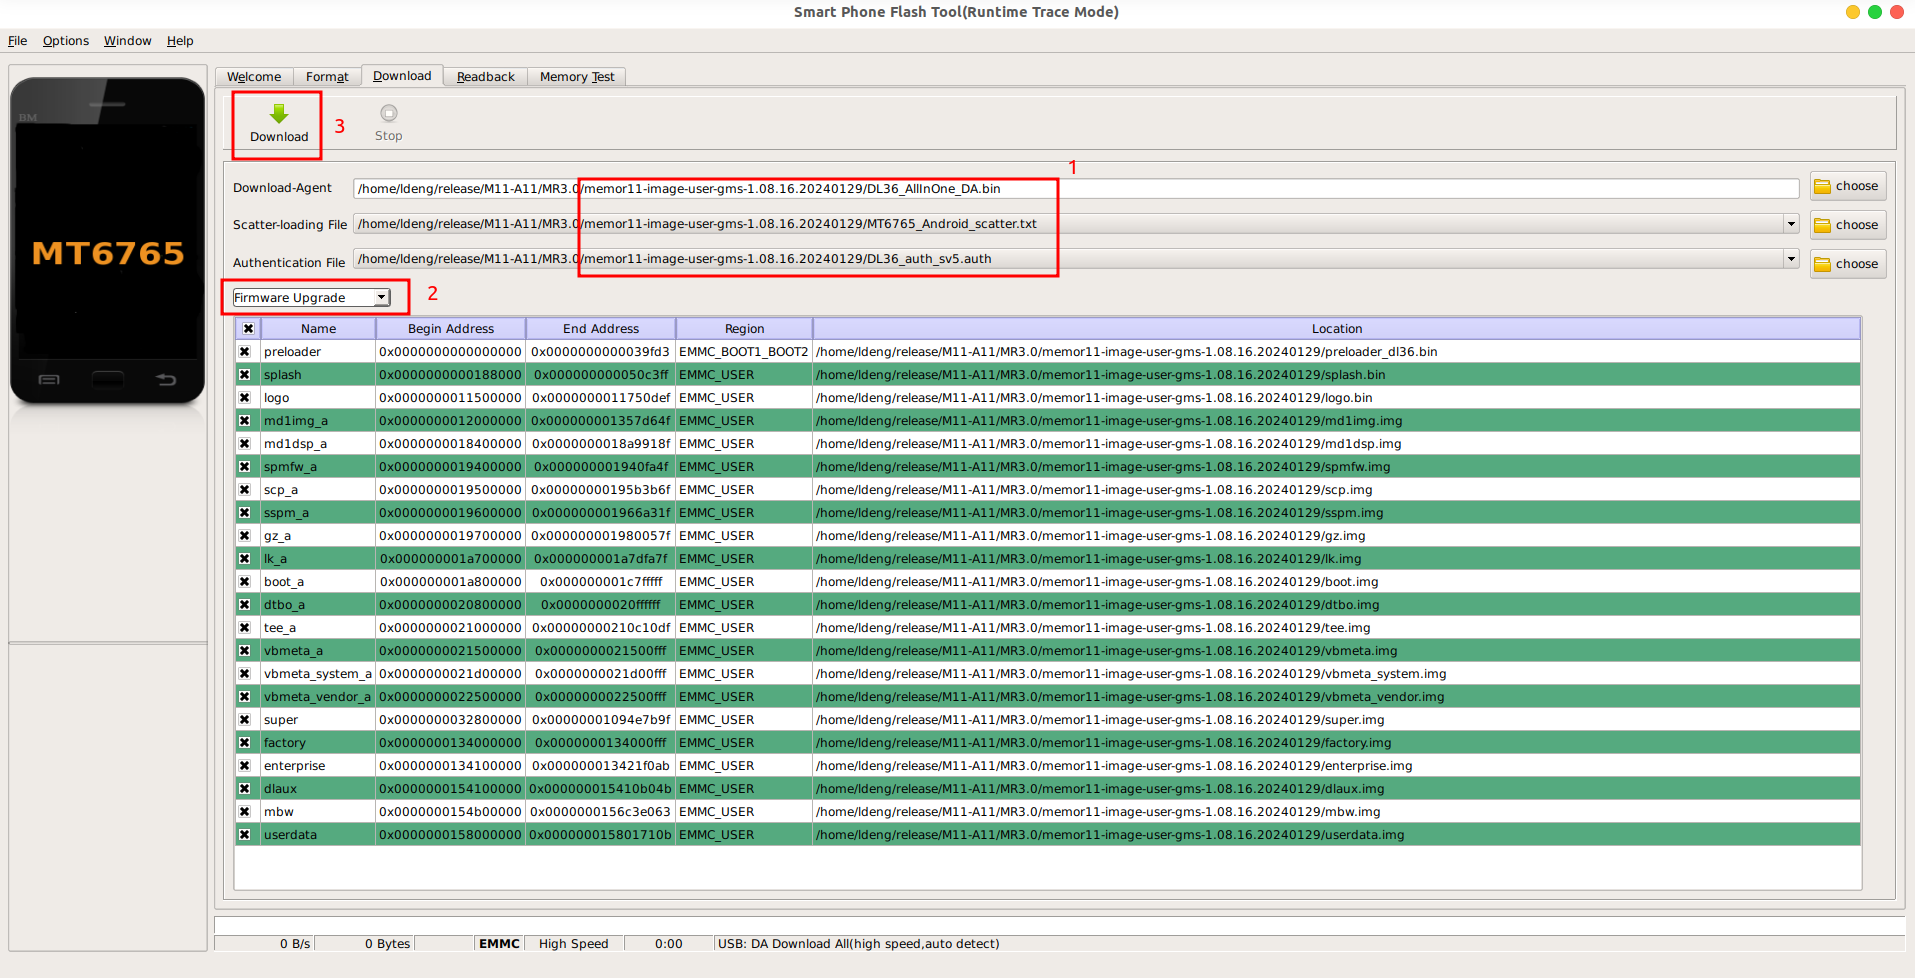 Smart Phone Flash Tool(Runtime Trace Mode)
File Options Window Help
Welcome Format Download Readback Memory Test
BM
MT6765
Download 3 Stop
1
Download-Agent /home/ldeng/release/M11-A11/MR3.0/memor11-image-user-gms-1.08.16.20240129/DL36_AllInOne_DA.bin choose
Scatter-loading File /home/ldeng/release/M11-A11/MR3.0/memor11-image-user-gms-1.08.16.20240129/MT6765_Android_scatter.txt choose
Authentication File /home/ldeng/release/M11-A11/MR3.0/memor11-image-user-gms-1.08.16.20240129/DL36_auth_sv5.auth choose
Firmware Upgrade 2
Name Begin Address End Address Region Location
preloader 0x0000000000000000 0x0000000000039fd3 EMMC_BOOT1_BOOT2 /home/ldeng/release/M11-A11/MR3.0/memor11-image-user-gms-1.08.16.20240129/preloader_dl36.bin
splash 0x0000000000188000 0x000000000050c3ff EMMC_USER /home/ldeng/release/M11-A11/MR3.0/memor11-image-user-gms-1.08.16.20240129/splash.bin
logo 0x0000000011500000 0x0000000011750def EMMC_USER /home/ldeng/release/M11-A11/MR3.0/memor11-image-user-gms-1.08.16.20240129/logo.bin
md1img_a 0x0000000012000000 0x000000001357d64f EMMC_USER /home/ldeng/release/M11-A11/MR3.0/memor11-image-user-gms-1.08.16.20240129/md1img.img
md1dsp_a 0x0000000018400000 0x0000000018a9918f EMMC_USER /home/ldeng/release/M11-A11/MR3.0/memor11-image-user-gms-1.08.16.20240129/md1dsp.img
spmfw_a 0x0000000019400000 0x000000001940fa4f EMMC_USER /home/ldeng/release/M11-A11/MR3.0/memor11-image-user-gms-1.08.16.20240129/spmfw.img
scp_a 0x0000000019500000 0x00000000195b3b6f EMMC_USER /home/ldeng/release/M11-A11/MR3.0/memor11-image-user-gms-1.08.16.20240129/scp.img
sspm_a 0x0000000019600000 0x000000001966a31f EMMC_USER /home/ldeng/release/M11-A11/MR3.0/memor11-image-user-gms-1.08.16.20240129/sspm.img
gz_a 0x0000000019700000 0x000000001980057f EMMC_USER /home/ldeng/release/M11-A11/MR3.0/memor11-image-user-gms-1.08.16.20240129/gz.img
lk_a 0x000000001a700000 0x000000001a7dfa7f EMMC_USER /home/ldeng/release/M11-A11/MR3.0/memor11-image-user-gms-1.08.16.20240129/lk.img
boot_a 0x000000001a800000 0x000000001c7fffff EMMC_USER /home/ldeng/release/M11-A11/MR3.0/memor11-image-user-gms-1.08.16.20240129/boot.img
dtbo_a 0x0000000020800000 0x0000000020ffffff EMMC_USER /home/ldeng/release/M11-A11/MR3.0/memor11-image-user-gms-1.08.16.20240129/dtbo.img
tee_a 0x0000000021000000 0x00000000210c10df EMMC_USER /home/ldeng/release/M11-A11/MR3.0/memor11-image-user-gms-1.08.16.20240129/tee.img
vbmeta_a 0x0000000021500000 0x0000000021500fff EMMC_USER /home/ldeng/release/M11-A11/MR3.0/memor11-image-user-gms-1.08.16.20240129/vbmeta.img
vbmeta_system_a 0x0000000021d00000 0x0000000021d00fff EMMC_USER /home/ldeng/release/M11-A11/MR3.0/memor11-image-user-gms-1.08.16.20240129/vbmeta_system.img
vbmeta_vendor_a 0x0000000022500000 0x0000000022500fff EMMC_USER /home/ldeng/release/M11-A11/MR3.0/memor11-image-user-gms-1.08.16.20240129/vbmeta_vendor.img
super 0x0000000032800000 0x00000001094e7b9f EMMC_USER /home/ldeng/release/M11-A11/MR3.0/memor11-image-user-gms-1.08.16.20240129/super.img
factory 0x0000000134000000 0x0000000134000fff EMMC_USER /home/ldeng/release/M11-A11/MR3.0/memor11-image-user-gms-1.08.16.20240129/factory.img
enterprise 0x0000000134100000 0x000000013421f0ab EMMC_USER /home/ldeng/release/M11-A11/MR3.0/memor11-image-user-gms-1.08.16.20240129/enterprise.img
dlaux 0x0000000154100000 0x000000015410b04b EMMC_USER /home/ldeng/release/M11-A11/MR3.0/memor11-image-user-gms-1.08.16.20240129/dlaux.img
mbw 0x0000000154b00000 0x0000000156c3e063 EMMC_USER /home/ldeng/release/M11-A11/MR3.0/memor11-image-user-gms-1.08.16.20240129/mbw.img
userdata 0x0000000158000000 0x000000015801710b EMMC_USER /home/ldeng/release/M11-A11/MR3.0/memor11-image-user-gms-1.08.16.20240129/userdata.img
0 B/s 0 Bytes EMMC High Speed 0:00 USB: DA Download All(high speed,auto detect)